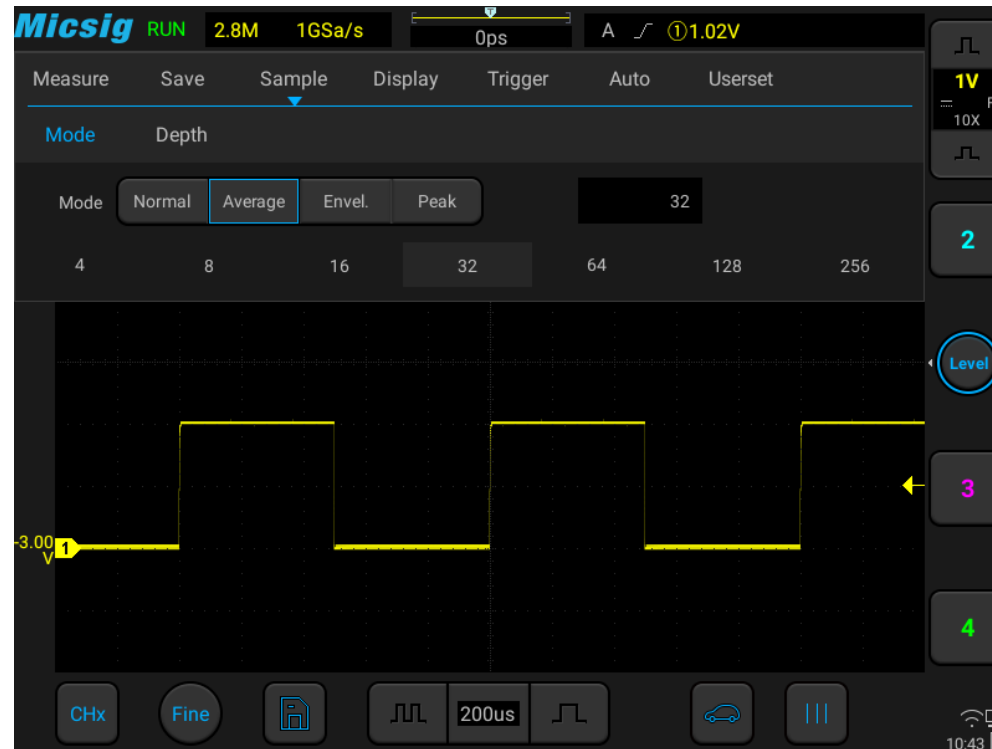 Micsig RUN 2.8M 1GSa/s T 0ps A ①1.02V
Measure Save Sample Display Trigger Auto Userset
1V
10X
Mode Depth
Mode Normal Average Envel. Peak 32
4 8 16 32 64 128 256
2
Level
3
-3.00
V
1
4
CHx Fine 200us
10:43